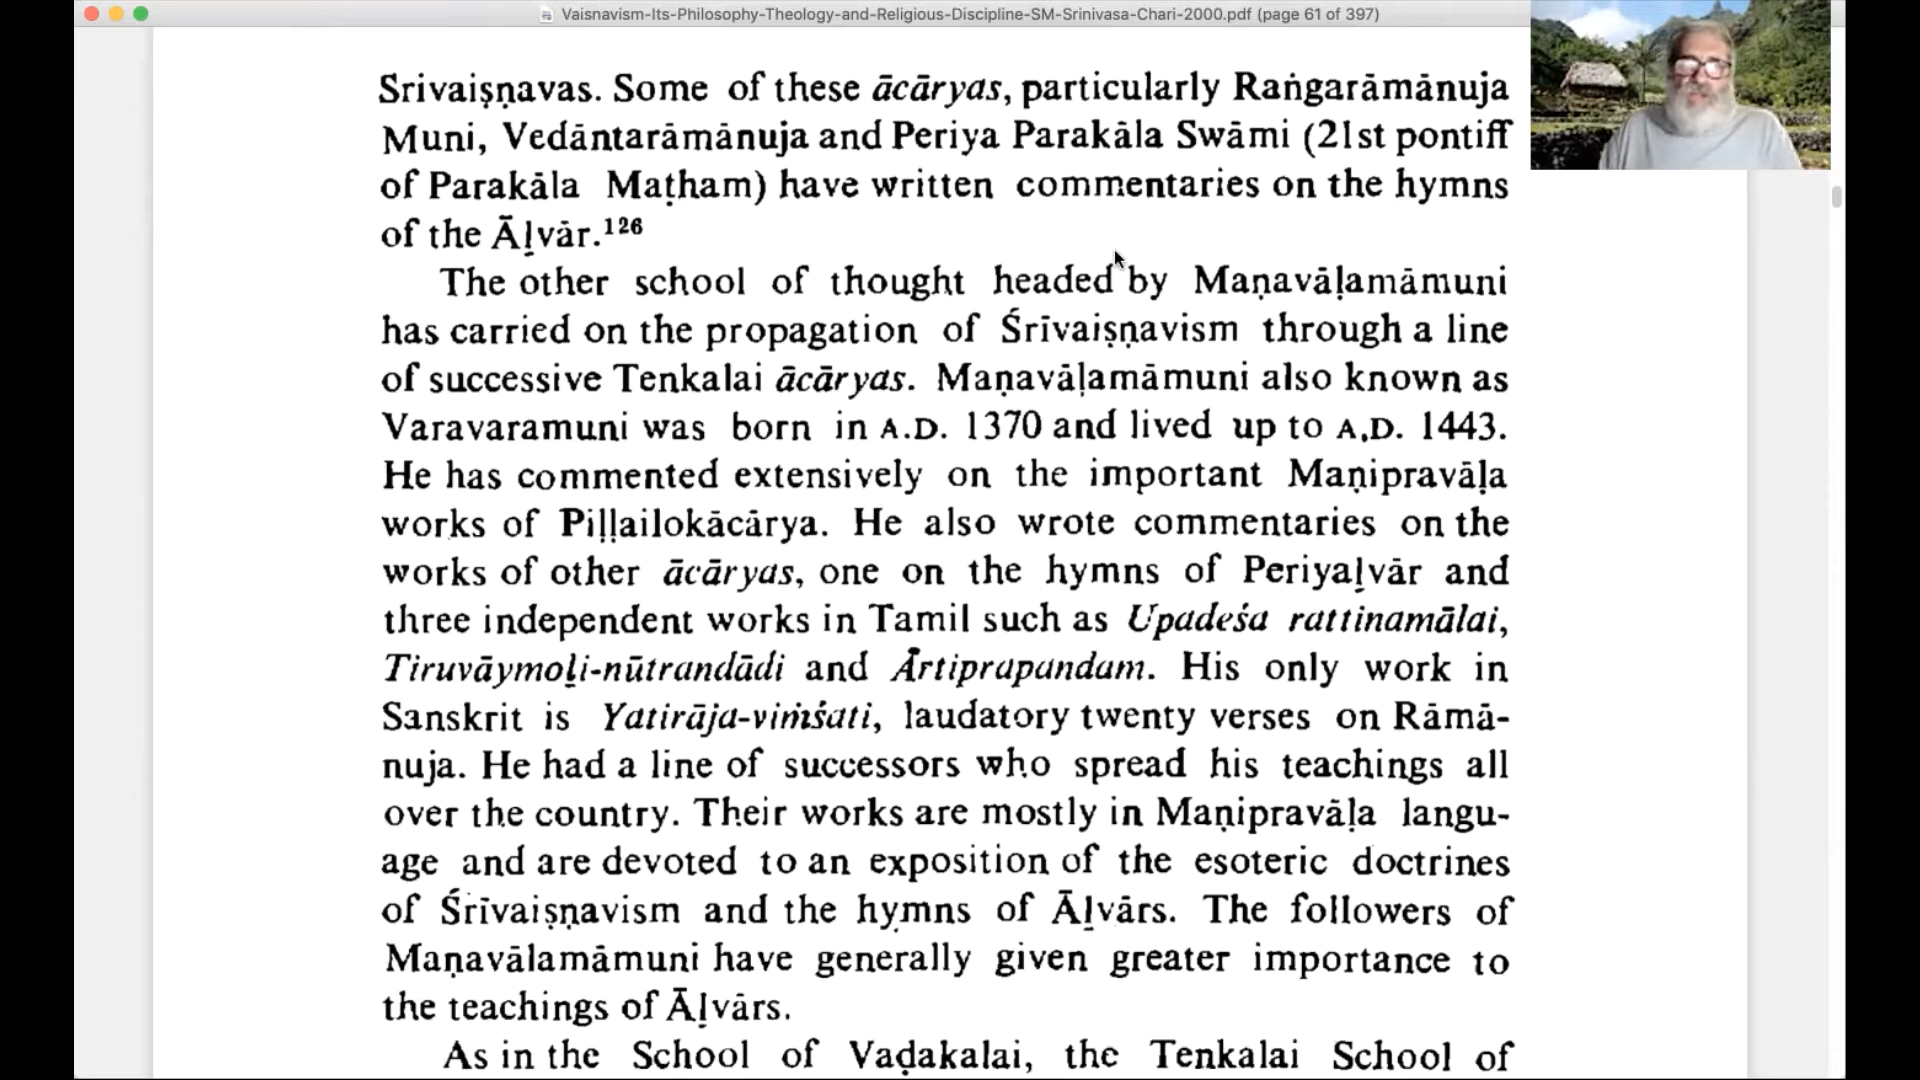 Vaisnavism-Its-Philosophy-Theology-and-Religious-Discipline-SM-Srinivasa-Chari-2000.pdf (page 61 of 397)
Srivaiṣṇavas. Some of these ācāryas, particularly Raṅgarāmānuja
Muni, Vedāntarāmānuja and Periya Parakāla Swāmi (21st pontiff
of Parakāla Maṭham) have written commentaries on the hymns
of the Āḻvār.¹²⁶
The other school of thought headed by Maṇavāḷamāmuni
has carried on the propagation of Śrīvaiṣṇavism through a line
of successive Tenkalai ācāryas. Maṇavāḷamāmuni also known as
Varavaramuni was born in A.D. 1370 and lived up to A.D. 1443.
He has commented extensively on the important Maṇipravāḷa
works of Piḷḷailokācārya. He also wrote commentaries on the
works of other ācāryas, one on the hymns of Periyaḻvār and
three independent works in Tamil such as Upadeśa rattinamālai,
Tiruvāymoḻi-nūtrandādi and Ārtiprapandam. His only work in
Sanskrit is Yatirāja-viṁśati, laudatory twenty verses on Rāmā-
nuja. He had a line of successors who spread his teachings all
over the country. Their works are mostly in Maṇipravāḷa langu-
age and are devoted to an exposition of the esoteric doctrines
of Śrīvaiṣṇavism and the hymns of Āḻvārs. The followers of
Maṇavālamāmuni have generally given greater importance to
the teachings of Āḻvārs.
As in the School of Vaḍakalai, the Tenkalai School of